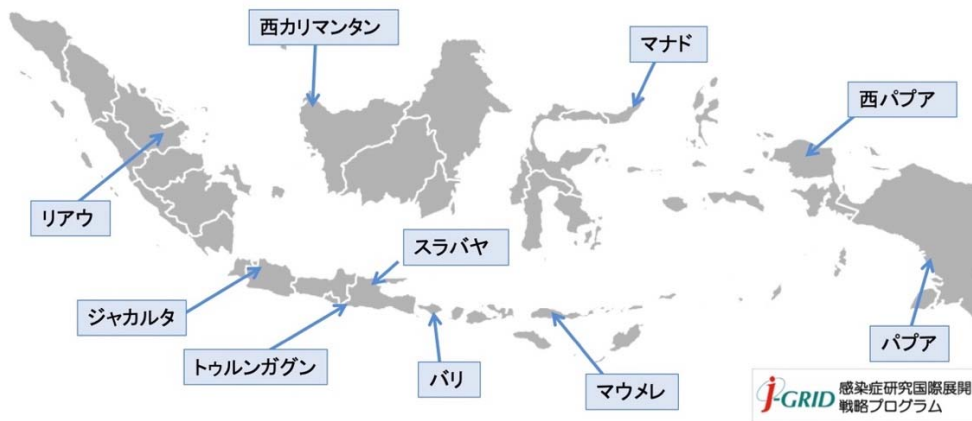 西カリマンタン
マナド
西パプア
リアウ
スラバヤ
ジャカルタ
トゥルンガグン
バリ
マウメレ
パプア
j-GRID
感染症研究国際展開
戦略プログラム